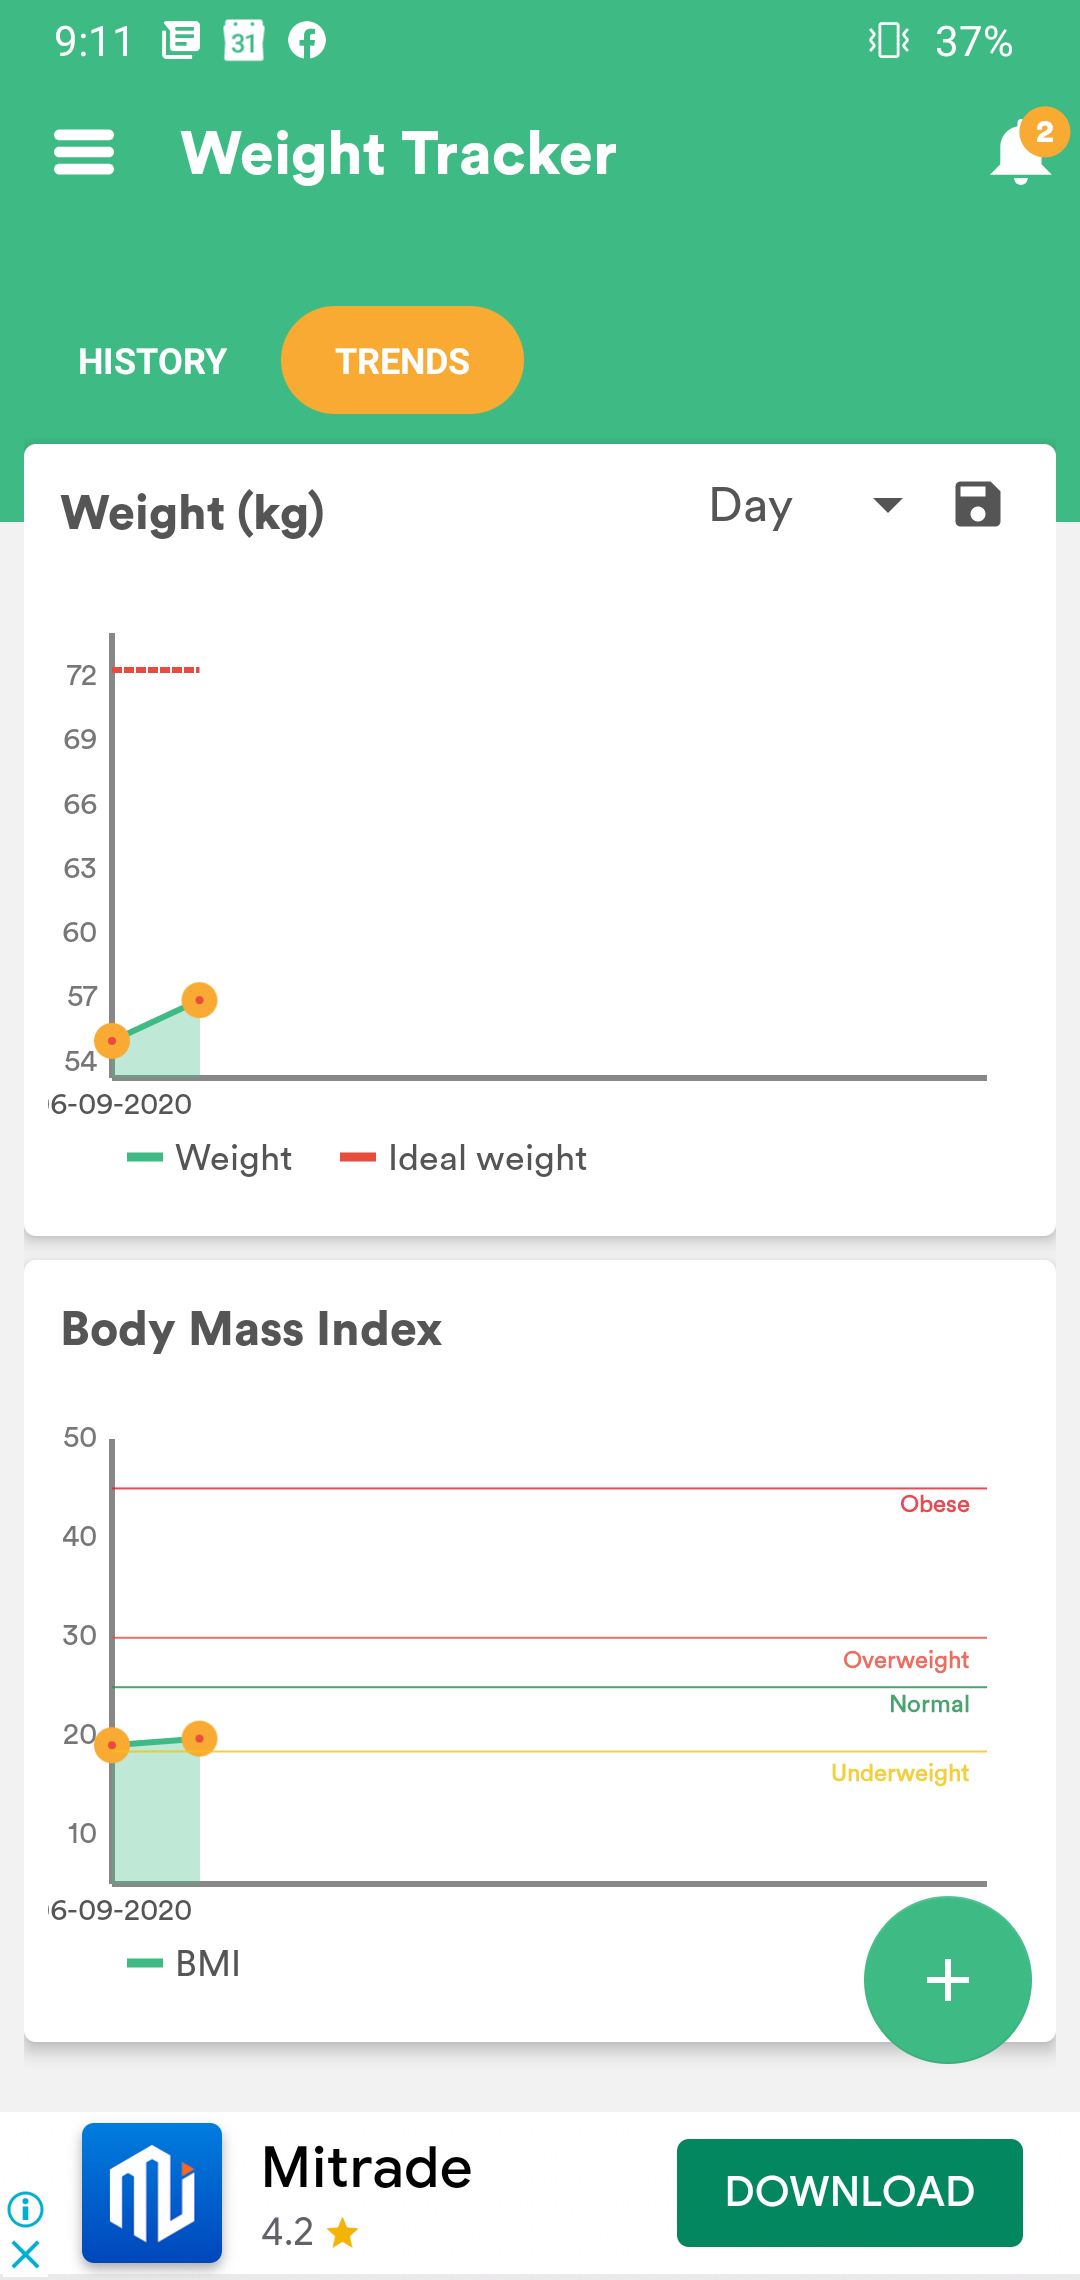 9:11 31 37%
Weight Tracker 2
HISTORY TRENDS
Weight (kg) Day
72
69
66
63
60
57
54
6-09-2020
Weight Ideal weight
Body Mass Index
50
Obese
40
30
Overweight
Normal
20
Underweight
10
6-09-2020
BMI
+
Mitrade
4.2 DOWNLOAD